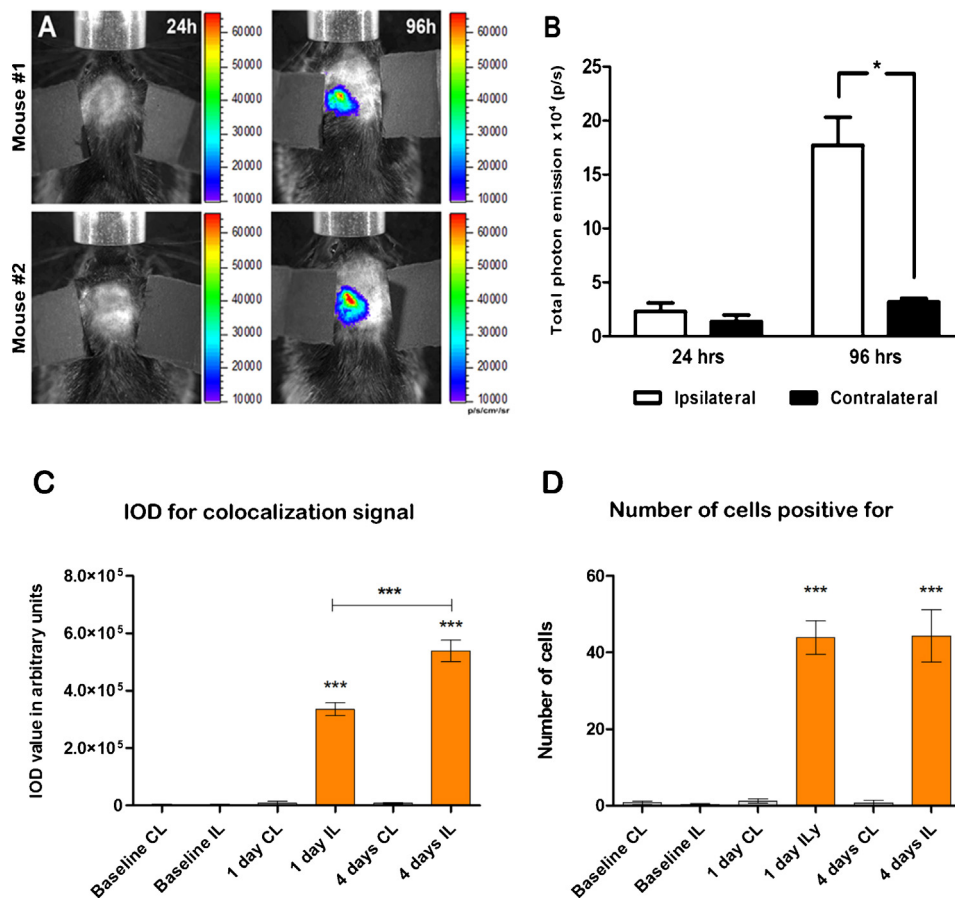 A
24h
96h
Mouse #1
60000
50000
40000
30000
20000
10000
60000
50000
40000
30000
20000
10000
Mouse #2
60000
50000
40000
30000
20000
10000
60000
50000
40000
30000
20000
10000
p/s/cm²/sr
B
Total photon emission x10⁴ (p/s)
25
20
15
10
5
0
*
24 hrs
96 hrs
Ipsilateral
Contralateral
C
IOD for colocalization signal
IOD value in arbitrary units
8.0×10⁵
6.0×10⁵
4.0×10⁵
2.0×10⁵
0
***
***
***
Baseline CL
Baseline IL
1 day CL
1 day IL
4 days CL
4 days IL
D
Number of cells positive for
Number of cells
60
40
20
0
***
***
Baseline CL
Baseline IL
1 day CL
1 day ILy
4 days CL
4 days IL